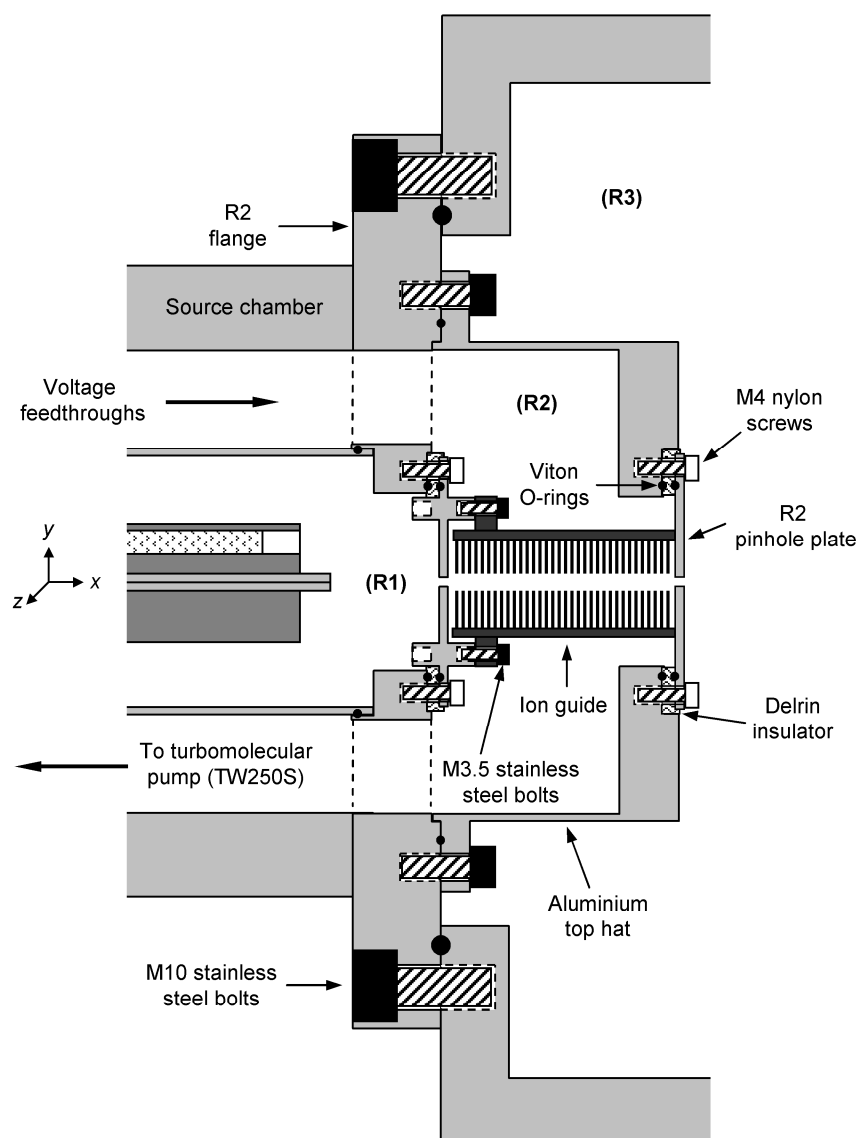 (R3)
R2
flange
Source chamber
Voltage
feedthroughs
(R2)
M4 nylon
screws
Viton
O-rings
R2
pinhole plate
y
x
z
(R1)
Ion guide
Delrin
insulator
To turbomolecular
pump (TW250S)
M3.5 stainless
steel bolts
Aluminium
top hat
M10 stainless
steel bolts